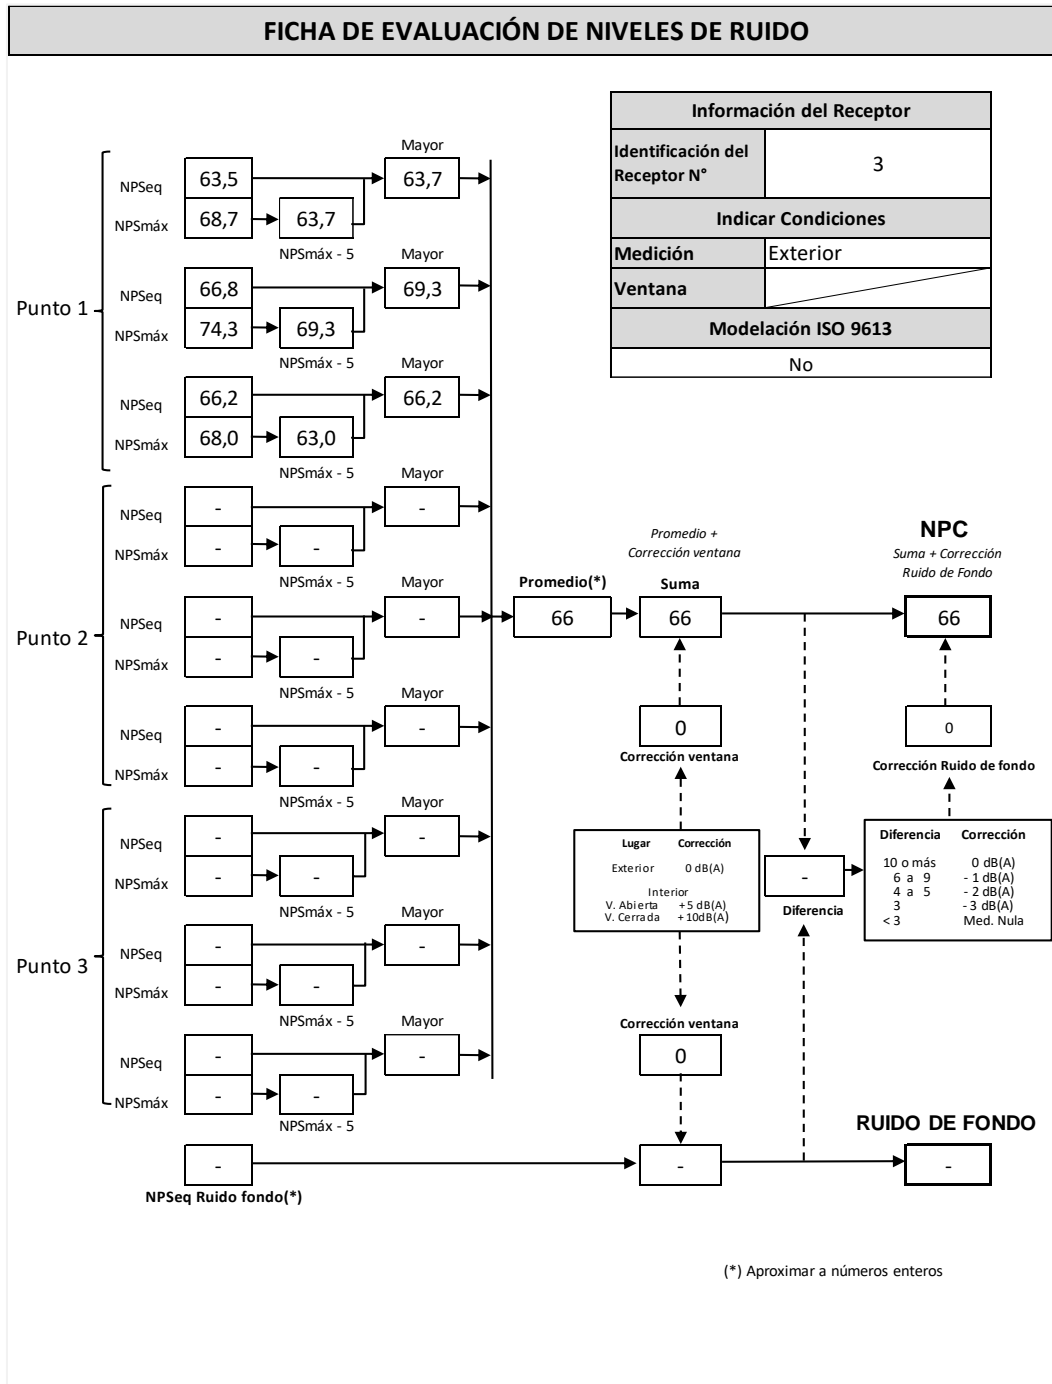 FICHA DE EVALUACIÓN DE NIVELES DE RUIDO
Información del Receptor
Identificación del Receptor N°
3
Indicar Condiciones
Medición
Exterior
Ventana
Modelación ISO 9613
No
Punto 1
Mayor
NPSeq
63,5
63,7
NPSmáx
68,7
63,7
NPSmáx - 5
Mayor
NPSeq
66,8
69,3
NPSmáx
74,3
69,3
NPSmáx - 5
Mayor
NPSeq
66,2
66,2
NPSmáx
68,0
63,0
NPSmáx - 5
Punto 2
Mayor
NPSeq
-
-
NPSmáx
-
-
NPSmáx - 5
Mayor
NPSeq
-
-
NPSmáx
-
-
NPSmáx - 5
Mayor
NPSeq
-
-
NPSmáx
-
-
NPSmáx - 5
Punto 3
Mayor
NPSeq
-
-
NPSmáx
-
-
NPSmáx - 5
Mayor
NPSeq
-
-
NPSmáx
-
-
NPSmáx - 5
Mayor
NPSeq
-
-
NPSmáx
-
-
NPSmáx - 5
Promedio(*)
66
Promedio +
Corrección ventana
Suma
66
0
Corrección ventana
Lugar Corrección
Exterior 0 dB(A)
Interior
V. Abierta +5 dB(A)
V. Cerrada +10dB(A)
Corrección ventana
0
NPC
Suma + Corrección
Ruido de Fondo
66
0
Corrección Ruido de fondo
Diferencia Corrección
10 o más 0 dB(A)
6 a 9 - 1 dB(A)
4 a 5 - 2 dB(A)
3 - 3 dB(A)
< 3 Med. Nula
-
Diferencia
RUIDO DE FONDO
-
-
-
NPSeq Ruido fondo(*)
(*) Aproximar a números enteros